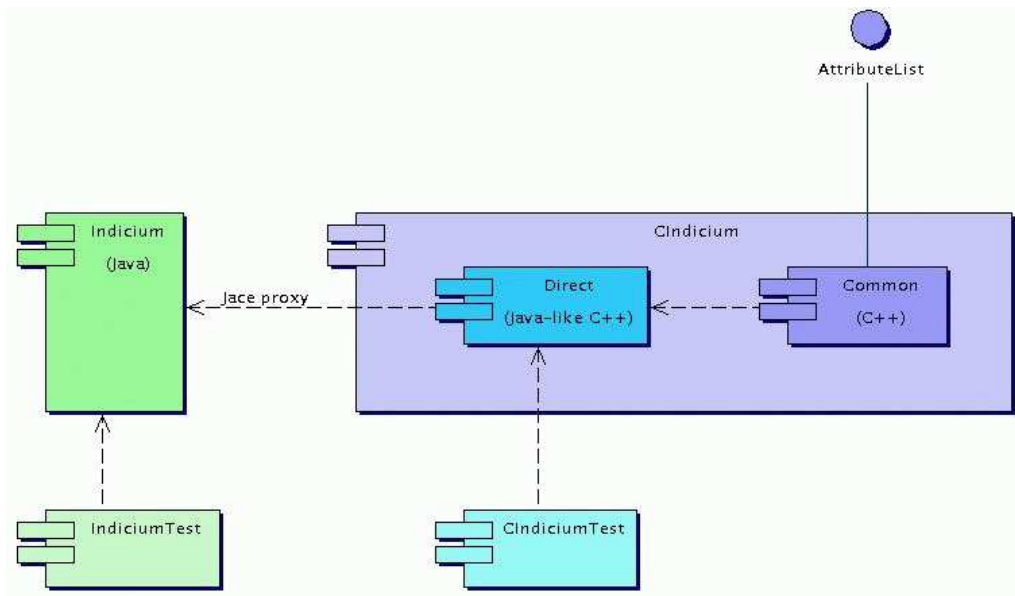 AttributeList
Indicium
(Java)
CIndicium
Jace proxy
Direct
(Java-like C++)
Common
(C++)
IndiciumTest
CIndiciumTest